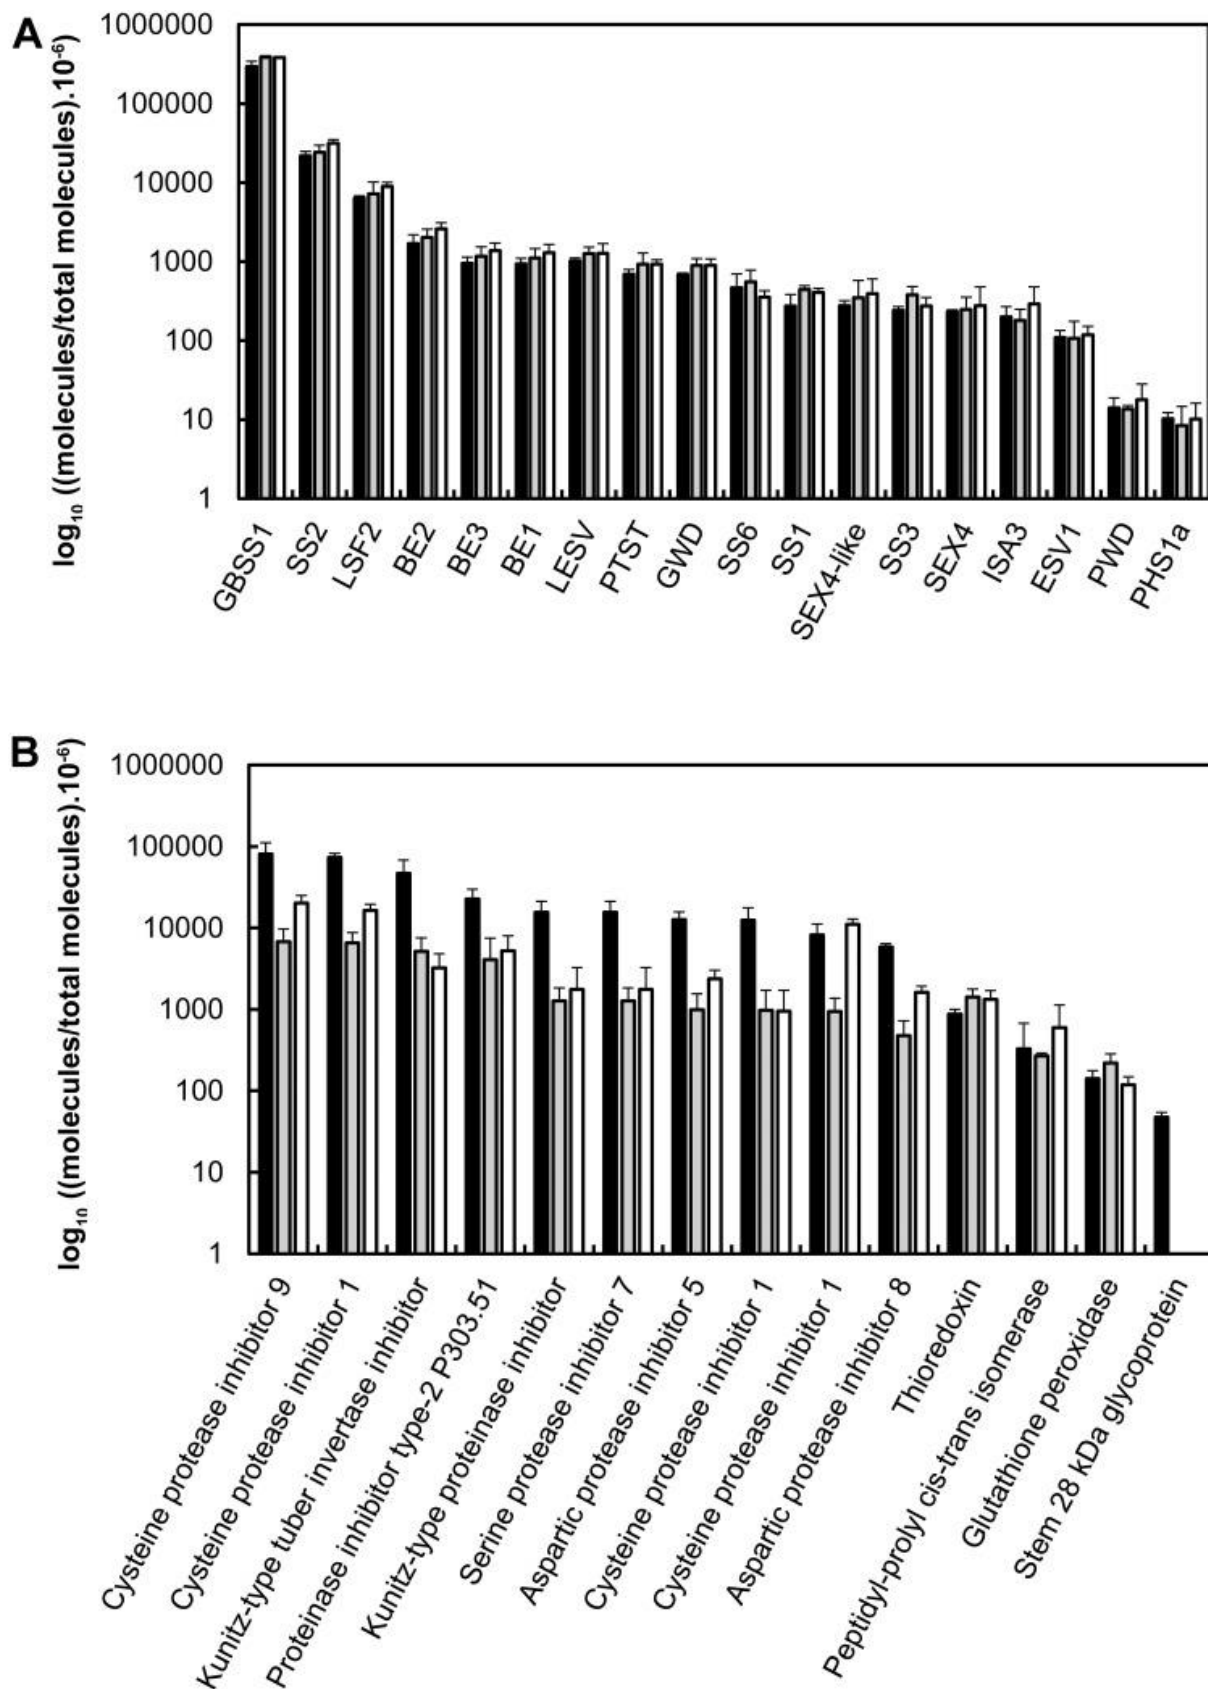 A
log₁₀ ((molecules/total molecules).10⁻⁶)
1000000
100000
10000
1000
100
10
1
GBSS1
SS2
LSF2
BE2
BE3
BE1
LESV
PTST
GWD
SS6
SS1
SEX4-like
SS3
SEX4
ISA3
ESV1
PWD
PHS1a
B
log₁₀ ((molecules/total molecules).10⁻⁶)
1000000
100000
10000
1000
100
10
1
Cysteine protease inhibitor 9
Cysteine protease inhibitor 1
Kunitz-type tuber invertase inhibitor
Proteinase inhibitor type-2 P303.51
Kunitz-type proteinase inhibitor
Serine protease inhibitor 7
Aspartic protease inhibitor 5
Cysteine protease inhibitor 1
Cysteine protease inhibitor 1
Aspartic protease inhibitor 8
Thioredoxin
Peptidyl-prolyl cis-trans isomerase
Glutathione peroxidase
Stem 28 kDa glycoprotein